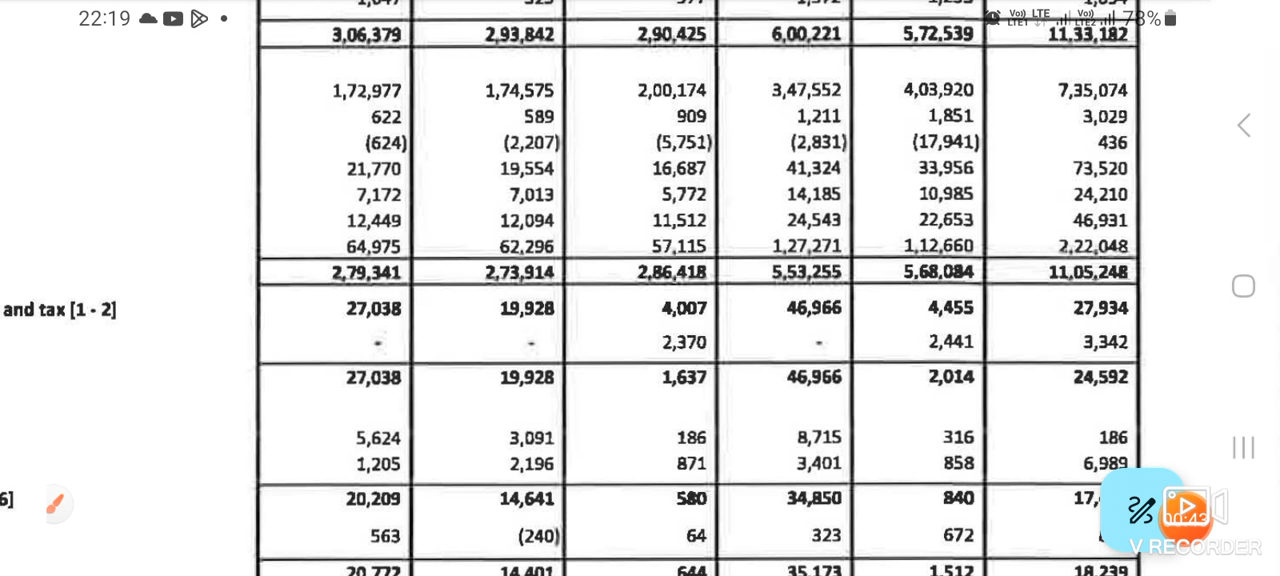 22:19 Vo)) LTE Vo)) 78%
LTE1 LTE2
3,06,379 2,93,842 2,90,425 6,00,221 5,72,539 11,33,182
1,72,977 1,74,575 2,00,174 3,47,552 4,03,920 7,35,074
622 589 909 1,211 1,851 3,029
(624) (2,207) (5,751) (2,831) (17,941) 436
21,770 19,554 16,687 41,324 33,956 73,520
7,172 7,013 5,772 14,185 10,985 24,210
12,449 12,094 11,512 24,543 22,653 46,931
64,975 62,296 57,115 1,27,271 1,12,660 2,22,048
2,79,341 2,73,914 2,86,418 5,53,255 5,68,084 11,05,248
and tax [1 - 2] 27,038 19,928 4,007 46,966 4,455 27,934
- - 2,370 - 2,441 3,342
27,038 19,928 1,637 46,966 2,014 24,592
5,624 3,091 186 8,715 316 186
1,205 2,196 871 3,401 858 6,989
6] 20,209 14,641 580 34,850 840 17,
563 (240) 64 323 672
00:43
V RECORDER
20,772 14,401 644 35,173 1,512 18,239